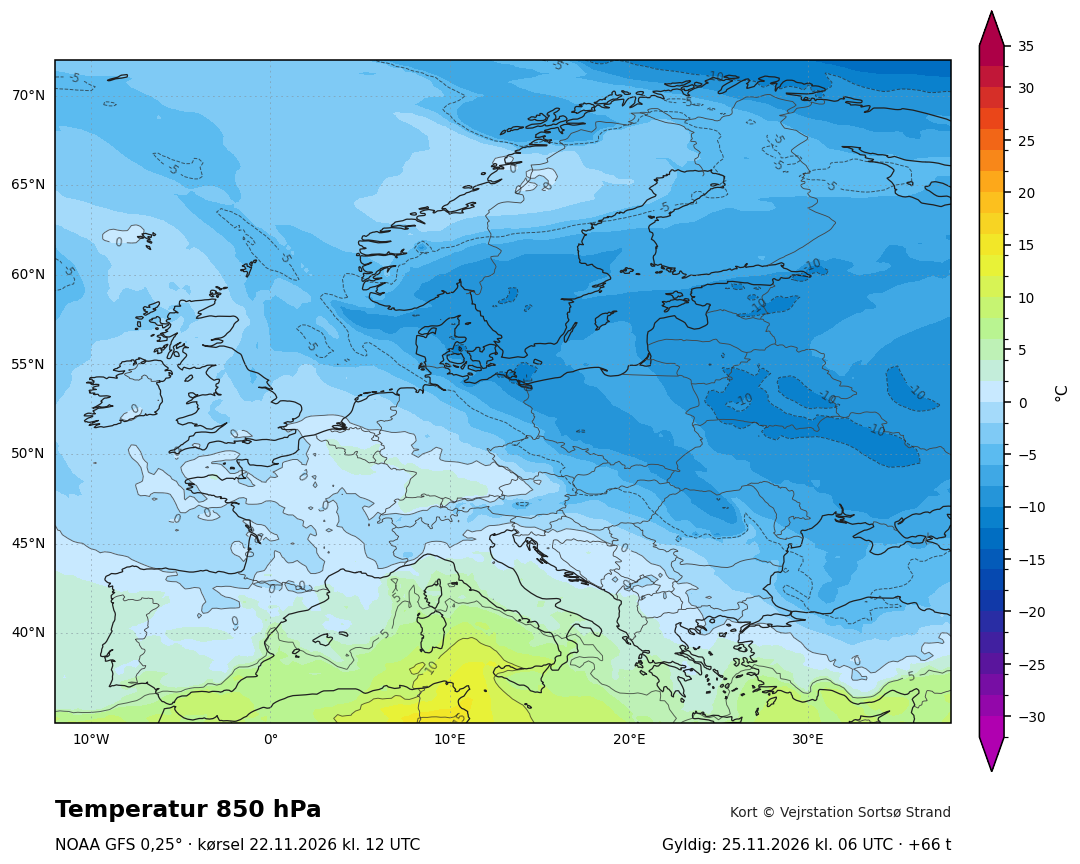 35
30
25
20
15
10
5
0
−5
−10
−15
−20
−25
−30
°C
70°N
65°N
60°N
55°N
50°N
45°N
40°N
10°W 0° 10°E 20°E 30°E
Temperatur 850 hPa
Kort © Vejrstation Sortsø Strand
NOAA GFS 0,25° · kørsel 22.11.2026 kl. 12 UTC
Gyldig: 25.11.2026 kl. 06 UTC · +66 t